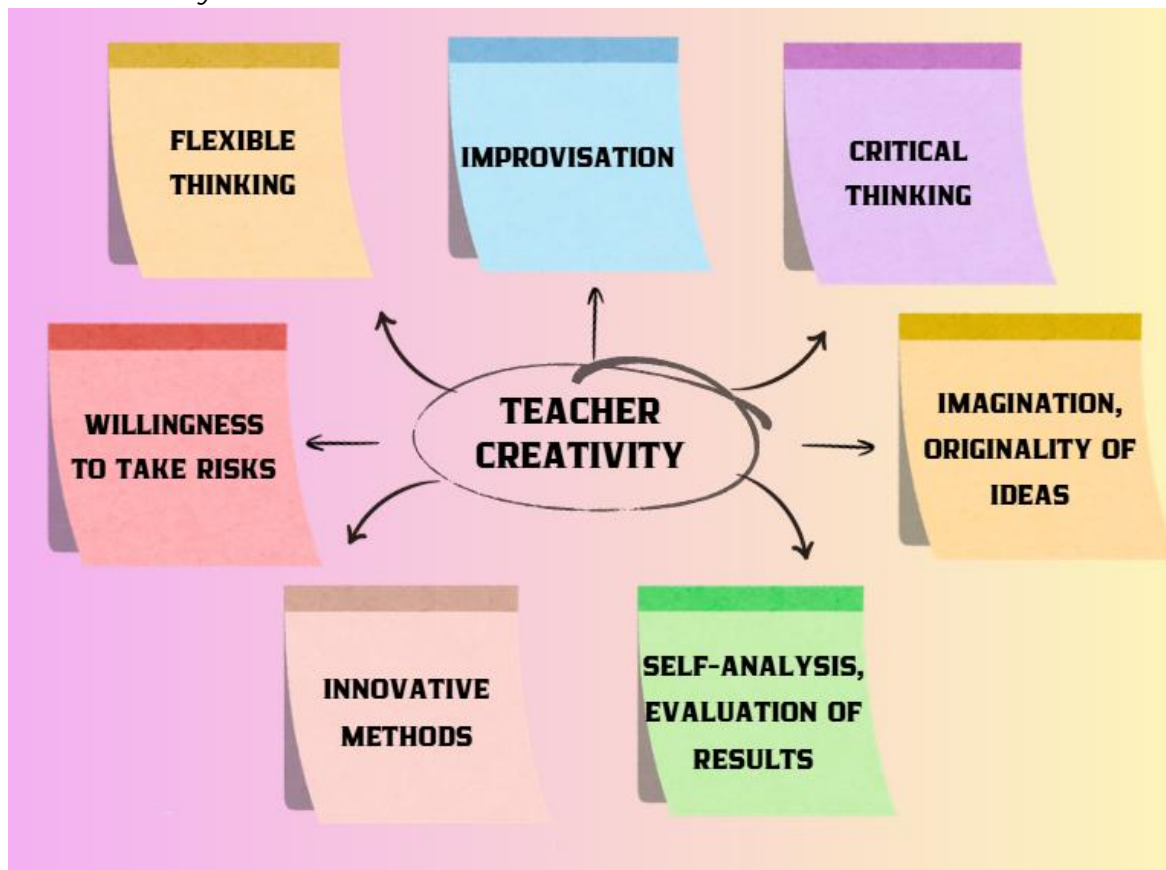 FLEXIBLE
THINKING
IMPROVISATION
CRITICAL
THINKING
WILLINGNESS
TO TAKE RISKS
TEACHER
CREATIVITY
IMAGINATION,
ORIGINALITY OF
IDEAS
INNOVATIVE
METHODS
SELF-ANALYSIS,
EVALUATION OF
RESULTS